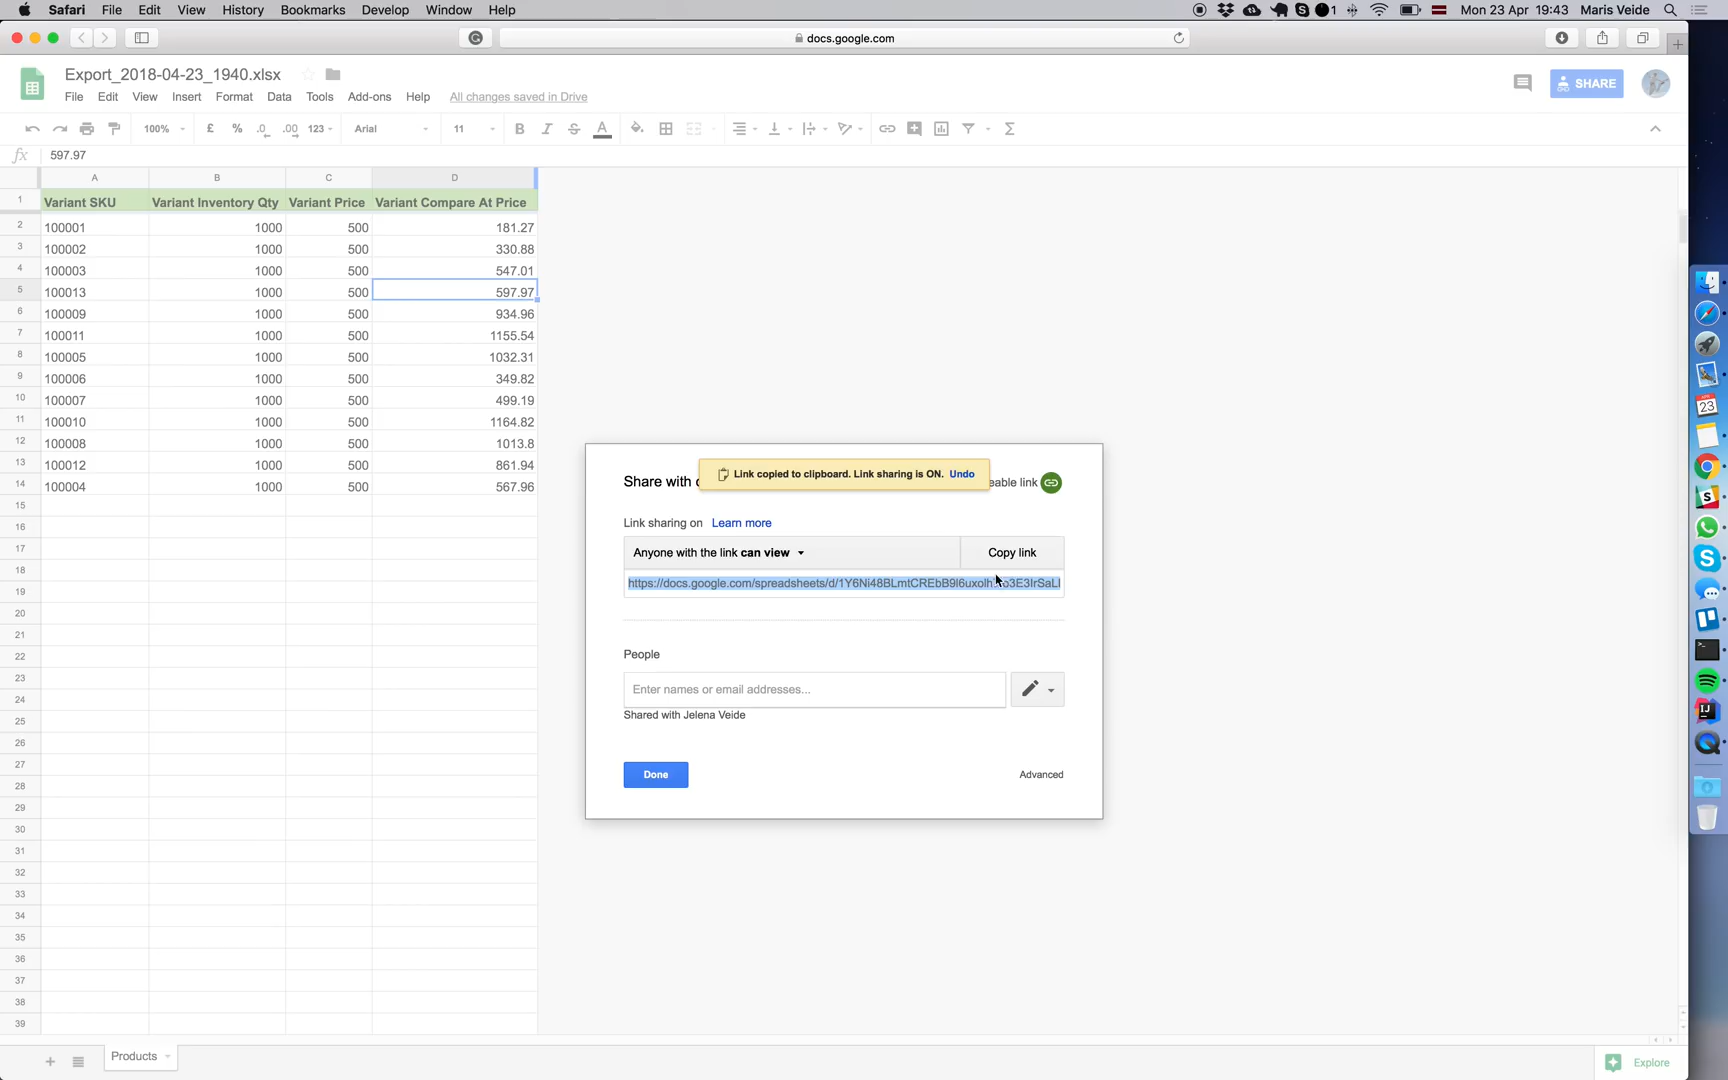 Safari File Edit View History Bookmarks Develop Window Help 1 Mon 23 Apr 19:43 Maris Veide
docs.google.com
Export_2018-04-23_1940.xlsx
File Edit View Insert Format Data Tools Add-ons Help All changes saved in Drive
SHARE
100% £ % .0 .00 123 Arial 11 B I S A Σ
fx 597.97
A B C D
1 Variant SKU Variant Inventory Qty Variant Price Variant Compare At Price
2 100001 1000 500 181.27
3 100002 1000 500 330.88
4 100003 1000 500 547.01
5 100013 1000 500 597.97
6 100009 1000 500 934.96
7 100011 1000 500 1155.54
8 100005 1000 500 1032.31
9 100006 1000 500 349.82
10 100007 1000 500 499.19
11 100010 1000 500 1164.82
12 100008 1000 500 1013.8
13 100012 1000 500 861.94
14 100004 1000 500 567.96
15
16
17
18
19
20
21
22
23
24
25
26
27
28
29
30
31
32
33
34
35
36
37
38
39
Link copied to clipboard. Link sharing is ON. Undo
Share with eable link
Link sharing on Learn more
Anyone with the link can view Copy link
People
Enter names or email addresses...
Shared with Jelena Veide
Done Advanced
Products
Explore
23